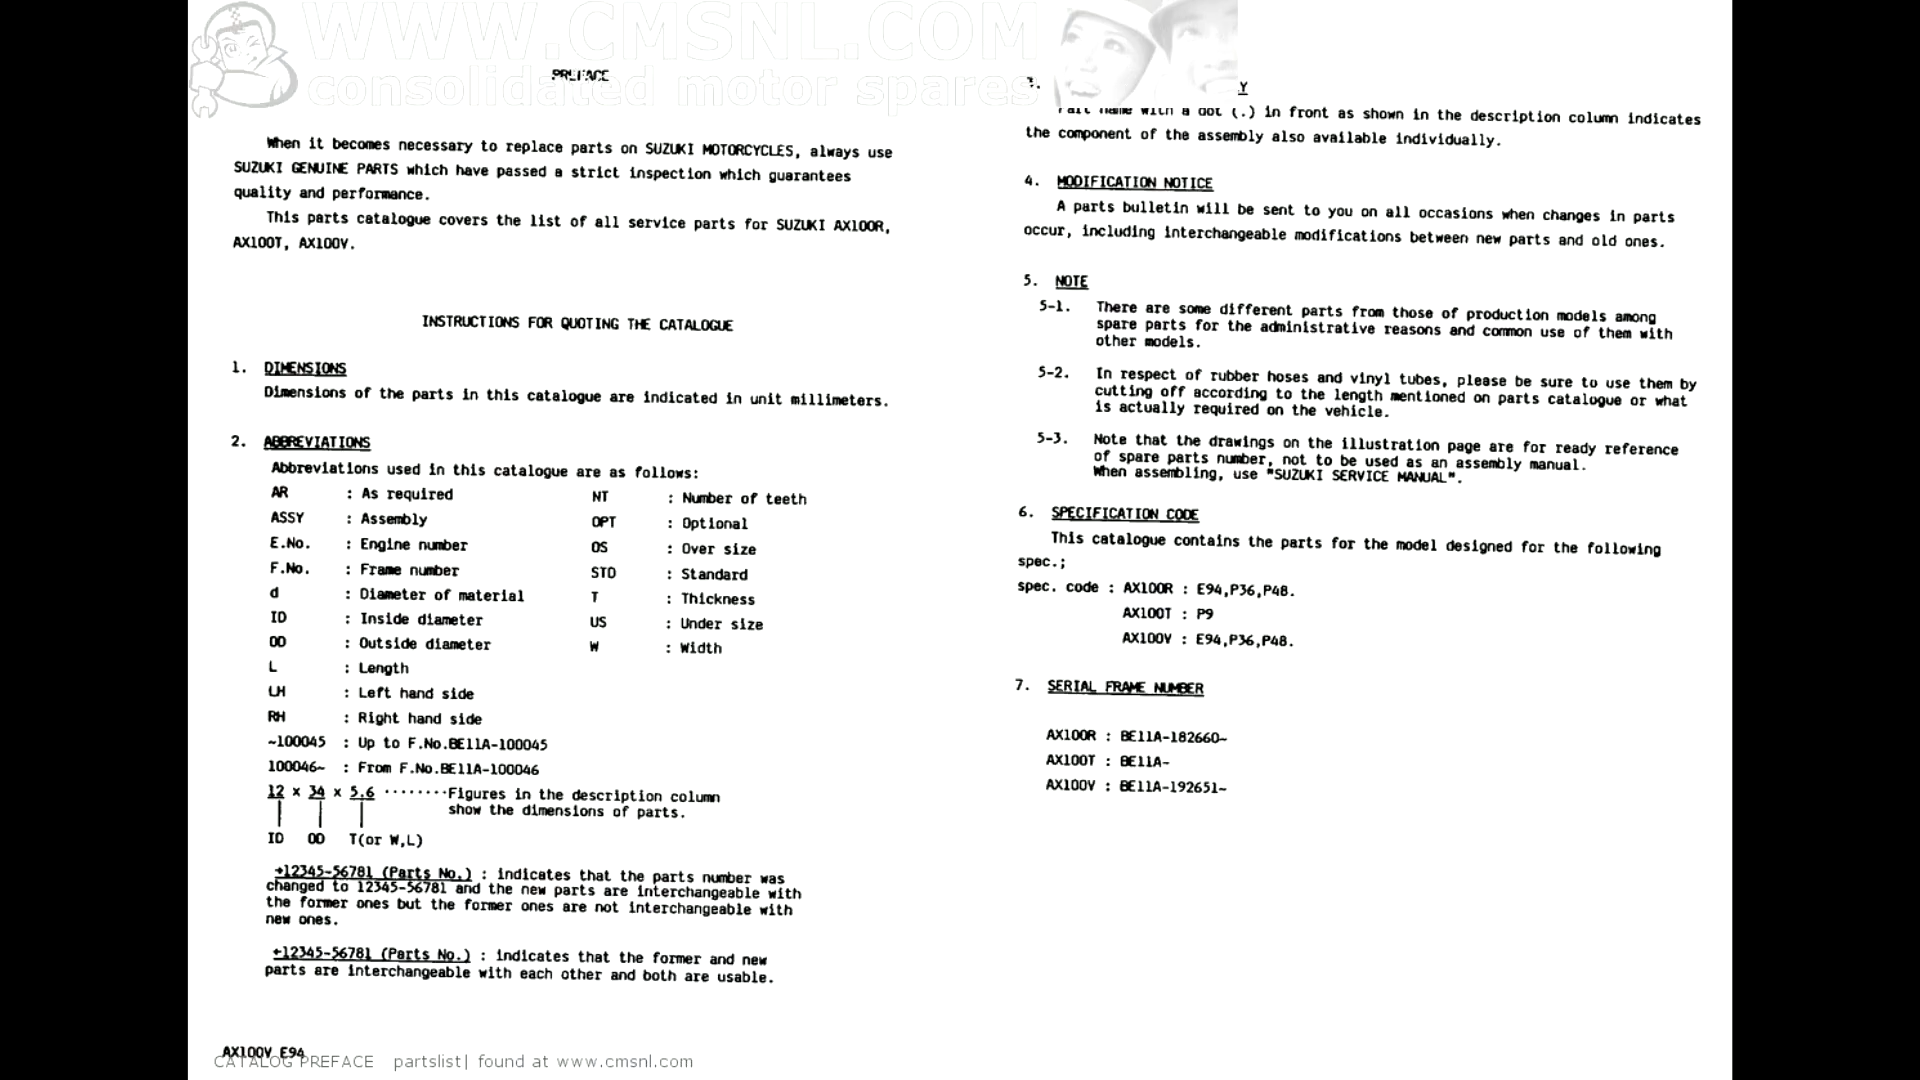 WWW.CMSNL.COM
consolidated motor spares
PREFACE
When it becomes necessary to replace parts on SUZUKI MOTORCYCLES, always use
SUZUKI GENUINE PARTS which have passed a strict inspection which guarantees
quality and performance.
This parts catalogue covers the list of all service parts for SUZUKI AX100R,
AX100T, AX100V.
INSTRUCTIONS FOR QUOTING THE CATALOGUE
1. DIMENSIONS
Dimensions of the parts in this catalogue are indicated in unit millimeters.
2. ABBREVIATIONS
Abbreviations used in this catalogue are as follows:
AR : As required NT : Number of teeth
ASSY : Assembly OPT : Optional
E.No. : Engine number OS : Over size
F.No. : Frame number STD : Standard
d : Diameter of material T : Thickness
ID : Inside diameter US : Under size
OD : Outside diameter W : Width
L : Length
LH : Left hand side
RH : Right hand side
~100045 : Up to F.No.BE11A-100045
100046~ : From F.No.BE11A-100046
12 x 34 x 5.6 ········Figures in the description column
show the dimensions of parts.
ID OD T(or W,L)
+12345-56781 (Parts No.) : indicates that the parts number was
changed to 12345-56781 and the new parts are interchangeable with
the former ones but the former ones are not interchangeable with
new ones.
+12345-56781 (Parts No.) : indicates that the former and new
parts are interchangeable with each other and both are usable.
AX100V E94
3. Y
Part name with a dot (.) in front as shown in the description column indicates
the component of the assembly also available individually.
4. MODIFICATION NOTICE
A parts bulletin will be sent to you on all occasions when changes in parts
occur, including interchangeable modifications between new parts and old ones.
5. NOTE
5-1. There are some different parts from those of production models among
spare parts for the administrative reasons and common use of them with
other models.
5-2. In respect of rubber hoses and vinyl tubes, please be sure to use them by
cutting off according to the length mentioned on parts catalogue or what
is actually required on the vehicle.
5-3. Note that the drawings on the illustration page are for ready reference
of spare parts number, not to be used as an assembly manual.
When assembling, use "SUZUKI SERVICE MANUAL".
6. SPECIFICATION CODE
This catalogue contains the parts for the model designed for the following
spec.;
spec. code : AX100R : E94,P36,P48.
AX100T : P9
AX100V : E94,P36,P48.
7. SERIAL FRAME NUMBER
AX100R : BE11A-182660~
AX100T : BE11A-
AX100V : BE11A-192651~
CATALOG PREFACE partslist| found at www.cmsnl.com